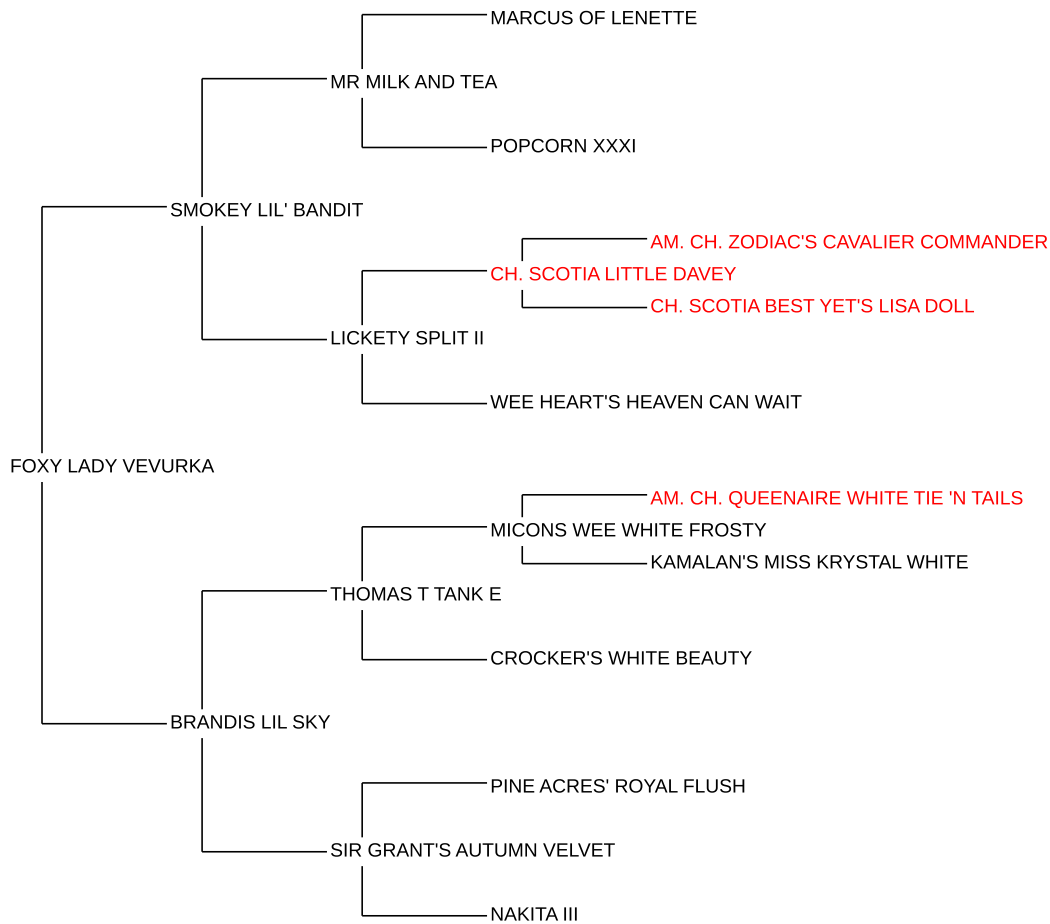 MARCUS OF LENETTE
MR MILK AND TEA
POPCORN XXXI
SMOKEY LIL' BANDIT
AM. CH. ZODIAC'S CAVALIER COMMANDER
CH. SCOTIA LITTLE DAVEY
CH. SCOTIA BEST YET'S LISA DOLL
LICKETY SPLIT II
WEE HEART'S HEAVEN CAN WAIT
FOXY LADY VEVURKA
AM. CH. QUEENAIRE WHITE TIE 'N TAILS
MICONS WEE WHITE FROSTY
KAMALAN'S MISS KRYSTAL WHITE
THOMAS T TANK E
CROCKER'S WHITE BEAUTY
BRANDIS LIL SKY
PINE ACRES' ROYAL FLUSH
SIR GRANT'S AUTUMN VELVET
NAKITA III